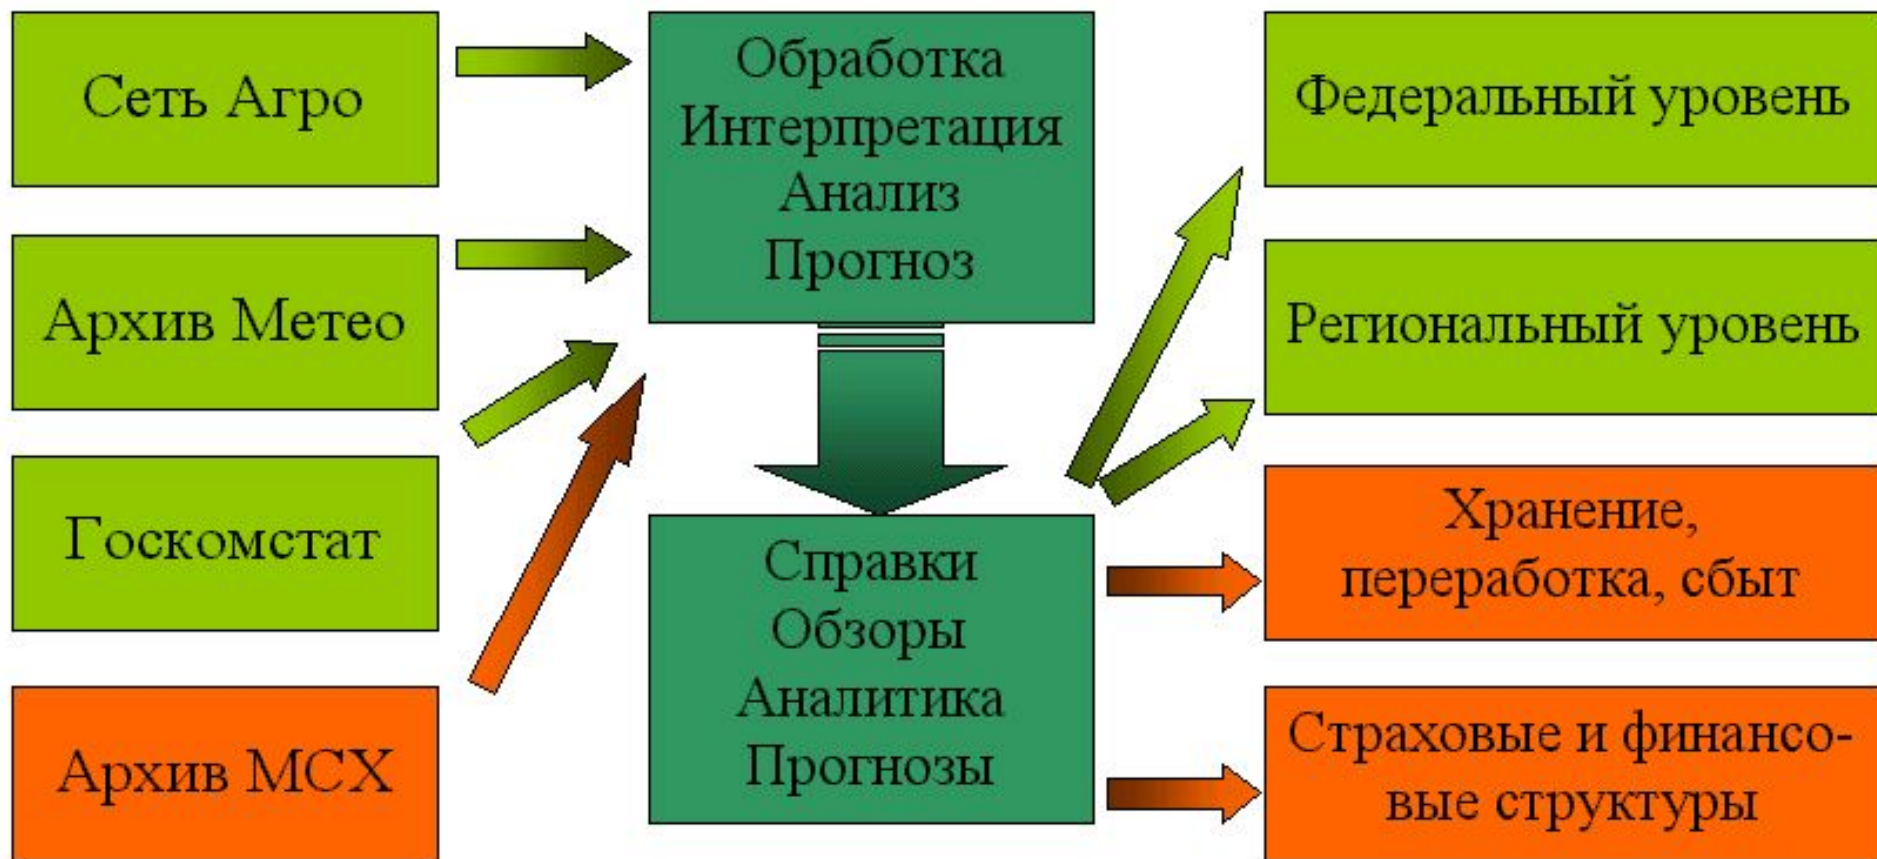 Сеть Агро
Архив Метео
Госкомстат
Архив МСХ
Обработка
Интерпретация
Анализ
Прогноз
Справки
Обзоры
Аналитика
Прогнозы
Федеральный уровень
Региональный уровень
Хранение,
переработка, сбыт
Страховые и финансо-
вые структуры